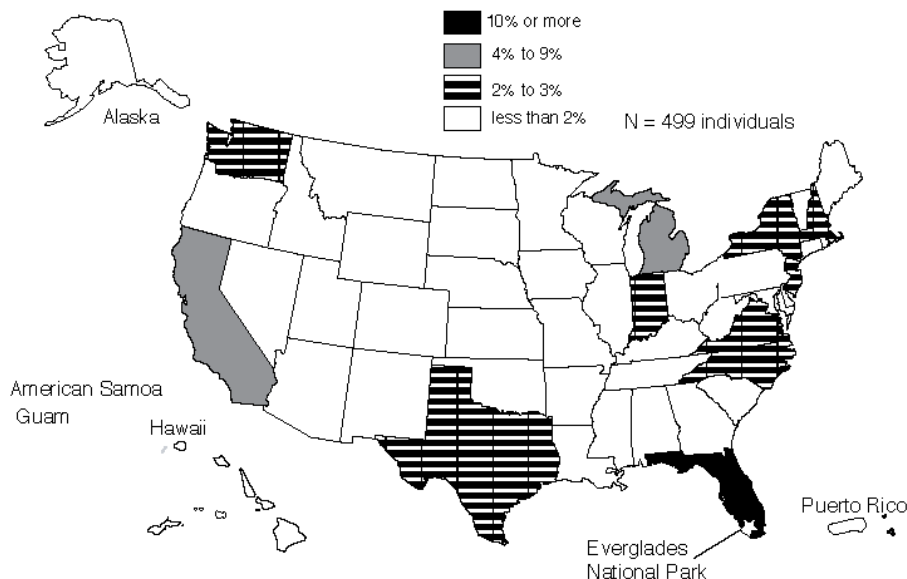 10% or more
4% to 9%
2% to 3%
less than 2%
N = 499 individuals
Alaska
American Samoa
Guam
Hawaii
Puerto Rico
Everglades
National Park